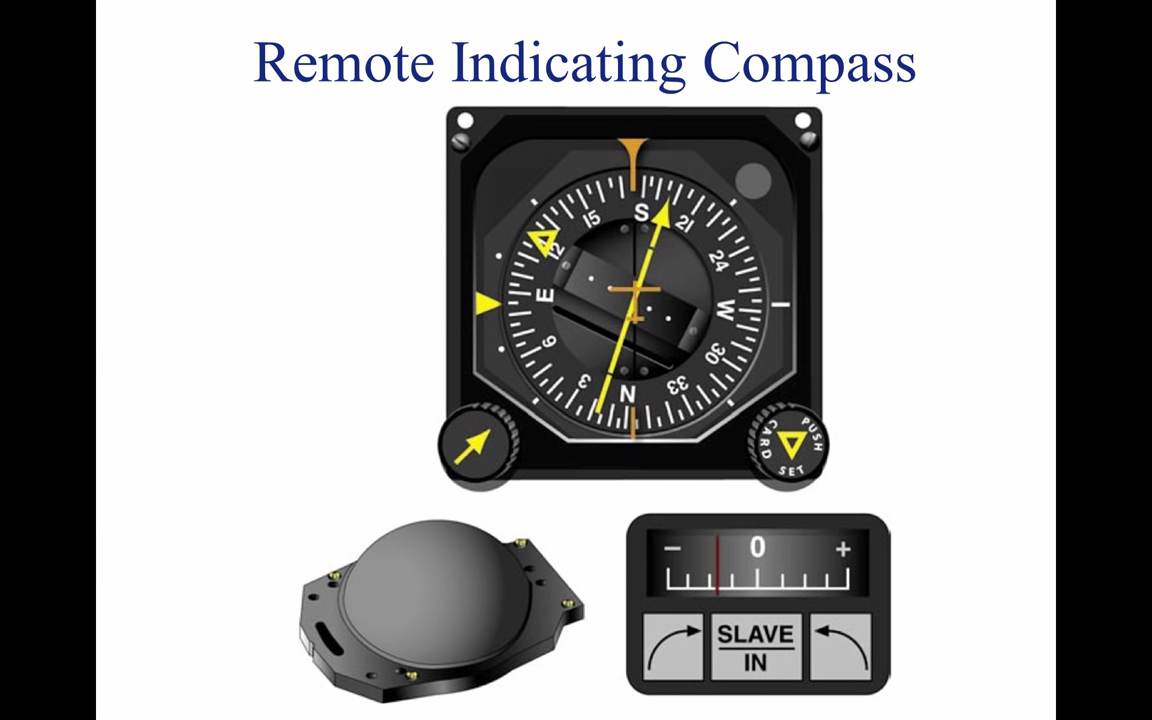 Remote Indicating Compass
S
21
24
W
30
33
N
3
6
E
12
15
PUSH
CARD
SET
− 0 +
SLAVE
IN